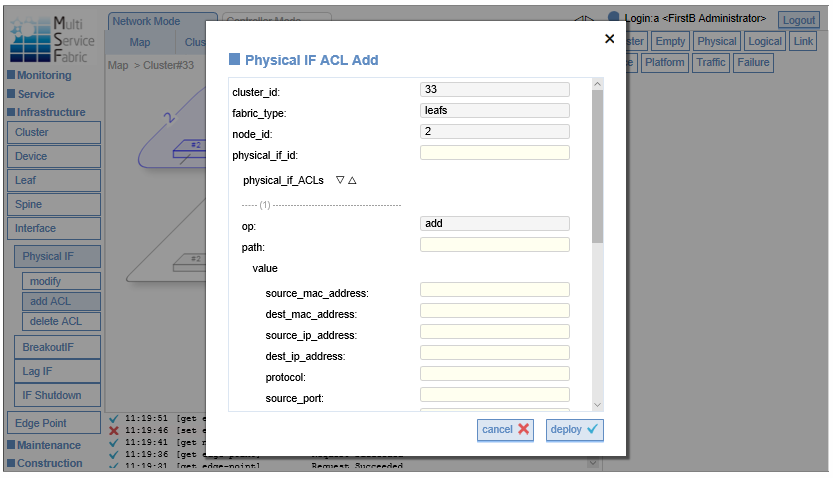 Multi
Service
Fabric
Network Mode
Controller Mode
Login:a <FirstB Administrator>
Logout
Map
Clus
Empty
Physical
Logical
Link
Platform
Traffic
Failure
Map > Cluster#33
Monitoring
Service
Infrastructure
Cluster
Device
Leaf
Spine
Interface
Physical IF
modify
add ACL
delete ACL
BreakoutIF
Lag IF
IF Shutdown
Edge Point
Maintenance
Construction
2
#2
#2
×
Physical IF ACL Add
cluster_id: 33
fabric_type: leafs
node_id: 2
physical_if_id:
physical_if_ACLs ▽ △
----- (1) -----------------------------------------
op: add
path:
value
source_mac_address:
dest_mac_address:
source_ip_address:
dest_ip_address:
protocol:
source_port:
cancel
deploy
11:19:51 [get e
11:19:46 [set e
11:19:41 [get
11:19:36 [get edge-point] Request Succeeded
11:19:31 [get edge-point] Request Succeeded